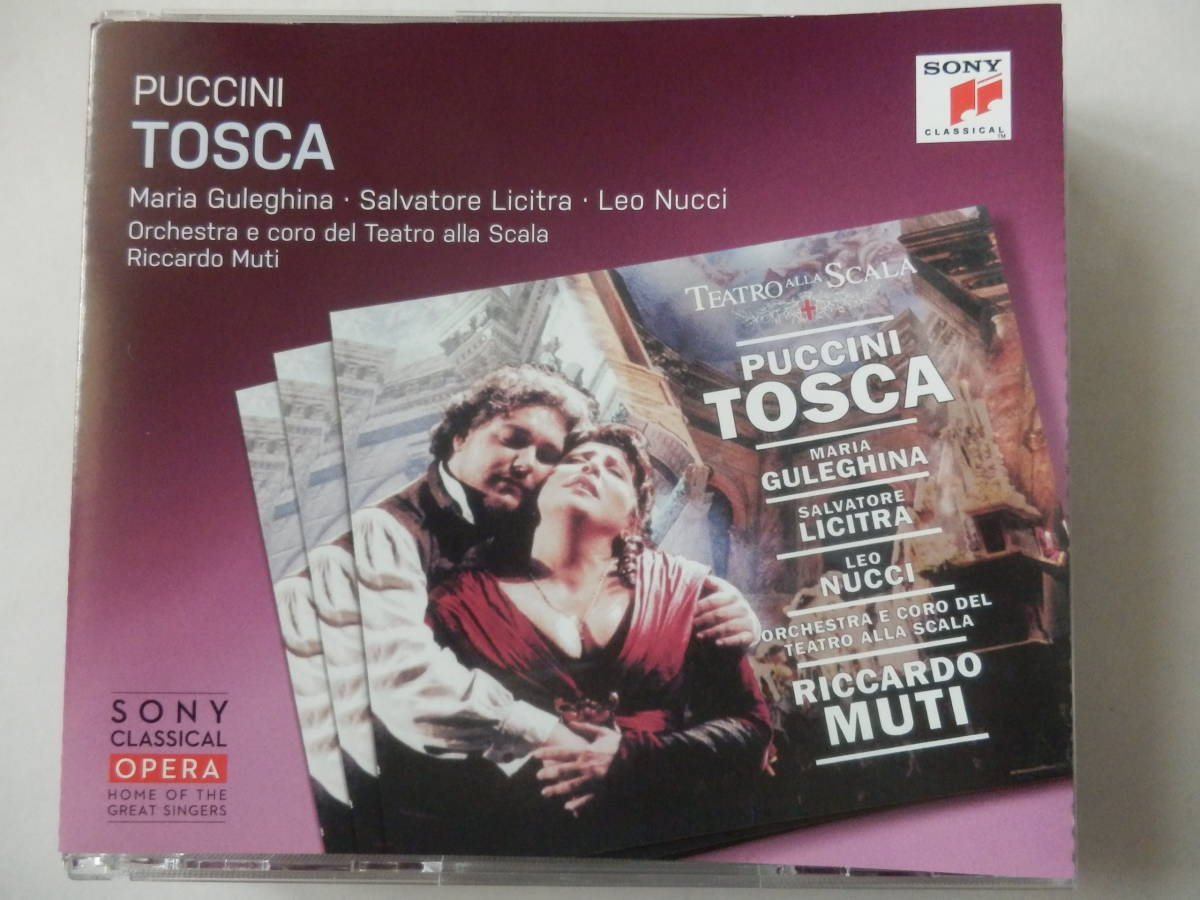 PUCCINI
TOSCA
Maria Guleghina · Salvatore Licitra · Leo Nucci
Orchestra e coro del Teatro alla Scala
Riccardo Muti
SONY
CLASSICAL™
TEATRO ALLA SCALA
PUCCINI
TOSCA
MARIA
GULEGHINA
SALVATORE
LICITRA
LEO
NUCCI
ORCHESTRA E CORO DEL
TEATRO ALLA SCALA
RICCARDO
MUTI
SONY
CLASSICAL
OPERA
HOME OF THE
GREAT SINGERS